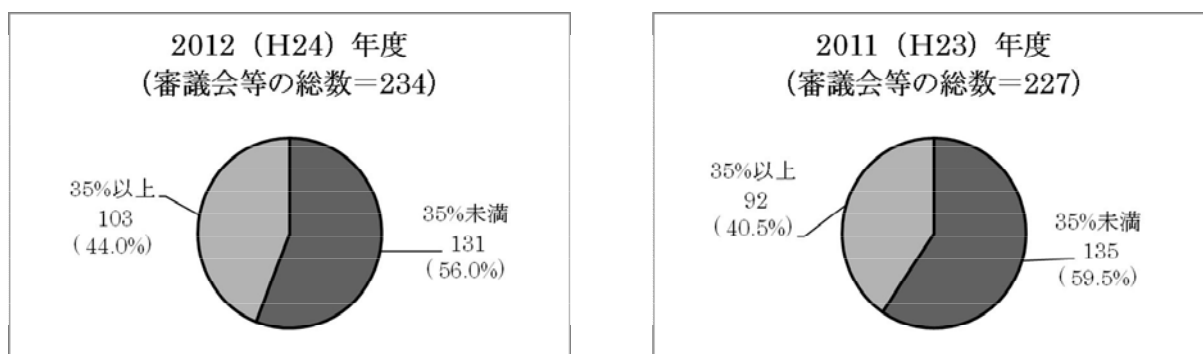 2012（H24）年度
（審議会等の総数＝234）
35%以上
103
（44.0%）
35%未満
131
（56.0%）
2011（H23）年度
（審議会等の総数＝227）
35%以上
92
（40.5%）
35%未満
135
（59.5%）